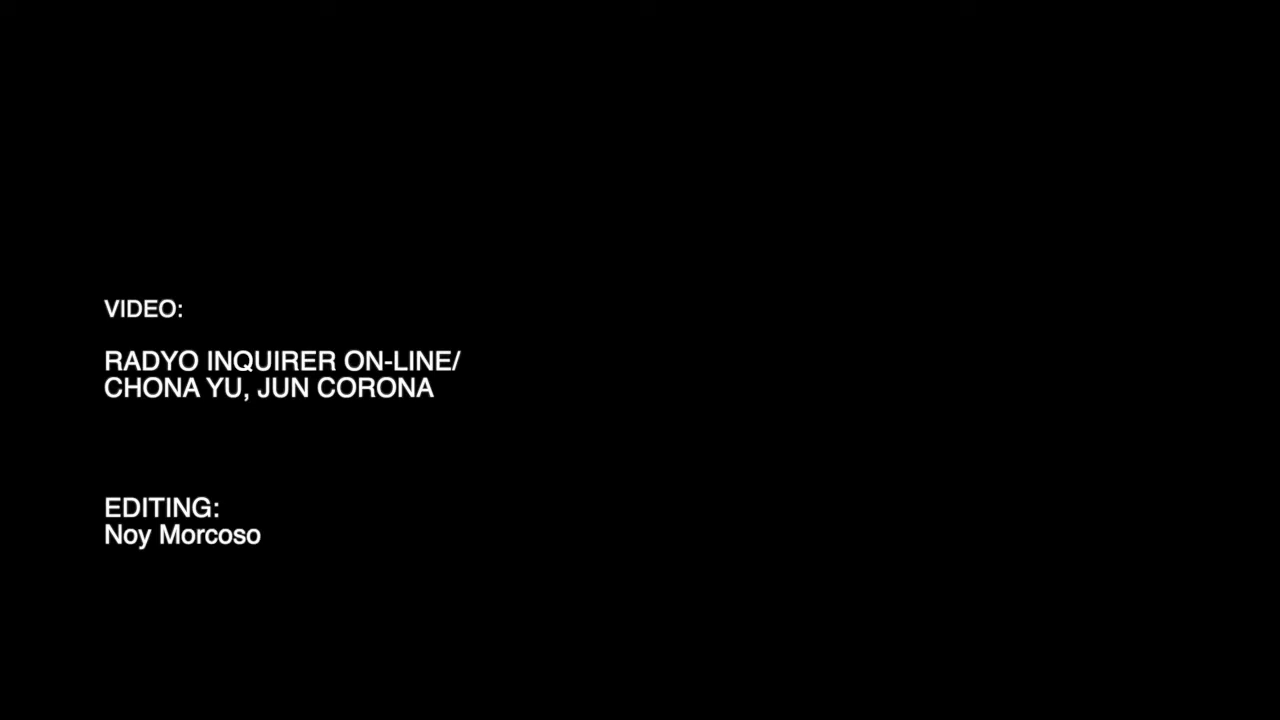 VIDEO:
RADYO INQUIRER ON-LINE/
CHONA YU, JUN CORONA
EDITING:
Noy Morcoso